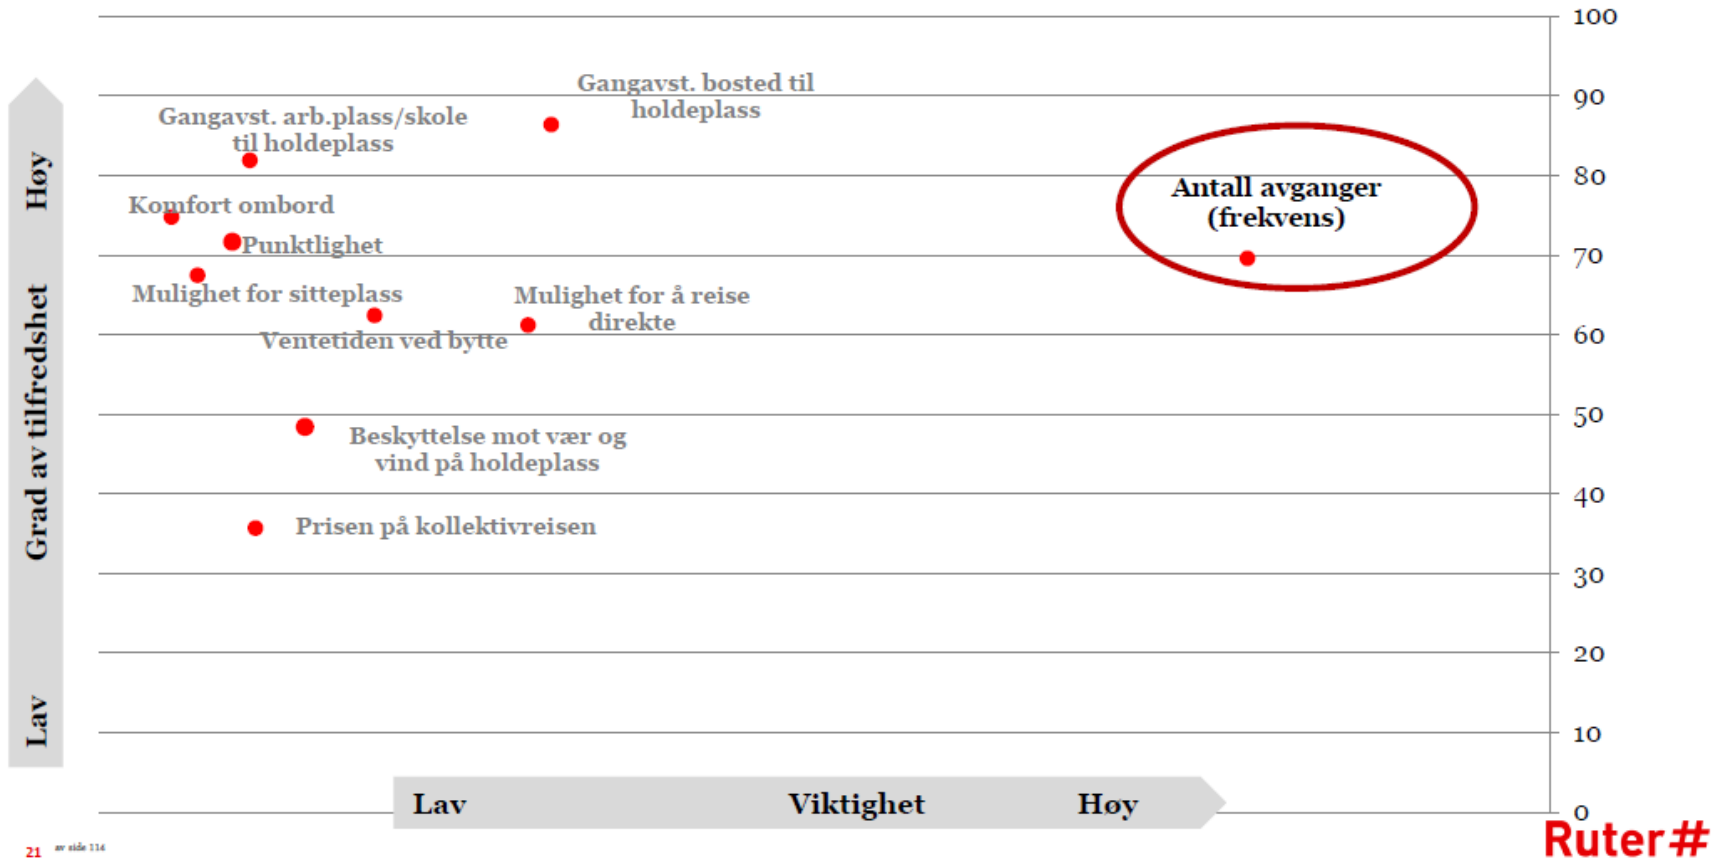 100
Gangavst. bosted til
holdeplass
90
Gangavst. arb.plass/skole
til holdeplass
Høy
80
Antall avganger
(frekvens)
Komfort ombord
Punktlighet
70
Mulighet for sitteplass
Mulighet for å reise
direkte
Ventetiden ved bytte
60
Grad av tilfredshet
50
Beskyttelse mot vær og
vind på holdeplass
40
Prisen på kollektivreisen
30
20
Lav
10
Lav Viktighet Høy
0
Ruter#
21 av side 116